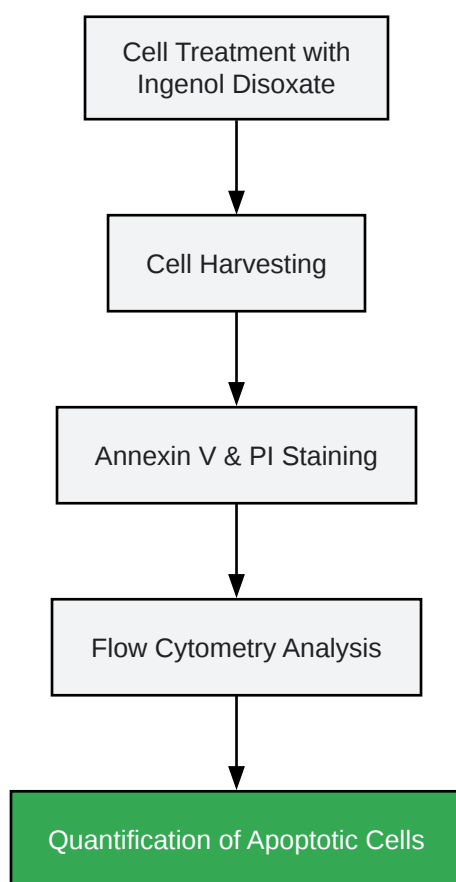 Cell Treatment with
Ingenol Disoxate
Cell Harvesting
Annexin V & PI Staining
Flow Cytometry Analysis
Quantification of Apoptotic Cells